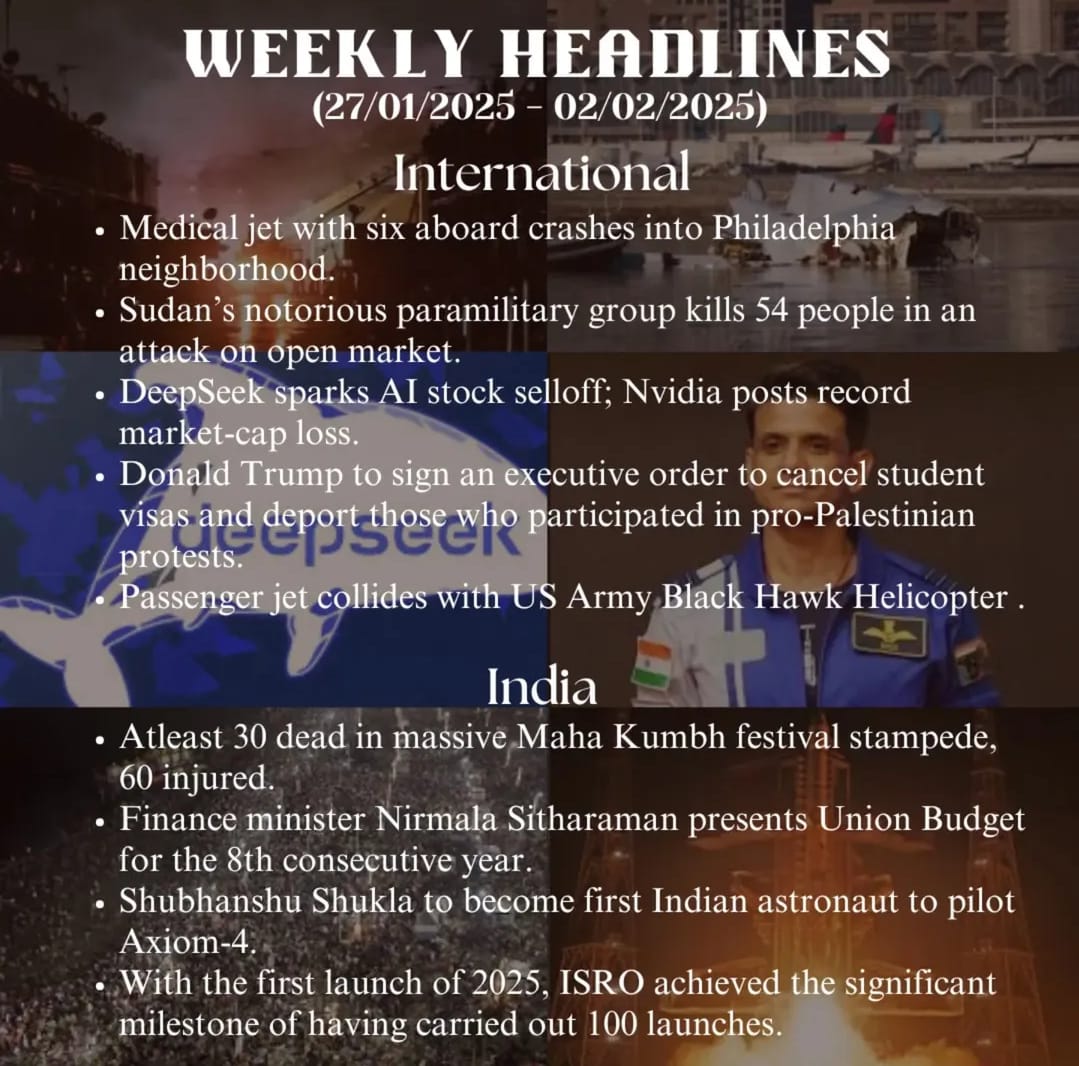 WEEKLY HEADLINES
(27/01/2025 - 02/02/2025)
International
• Medical jet with six aboard crashes into Philadelphia
neighborhood.
• Sudan's notorious paramilitary group kills 54 people in an
attack on open market.
• DeepSeek sparks AI stock selloff; Nvidia posts record
market-cap loss.
• Donald Trump to sign an executive order to cancel student
visas and deport those who participated in pro-Palestinian
deepseek
protests.
• Passenger jet collides with US Army Black Hawk Helicopter .
India
• Atleast 30 dead in massive Maha Kumbh festival stampede,
60 injured.
• Finance minister Nirmala Sitharaman presents Union Budget
for the 8th consecutive year.
• Shubhanshu Shukla to become first Indian astronaut to pilot
Axiom-4.
• With the first launch of 2025, ISRO achieved the significant
milestone of having carried out 100 launches.